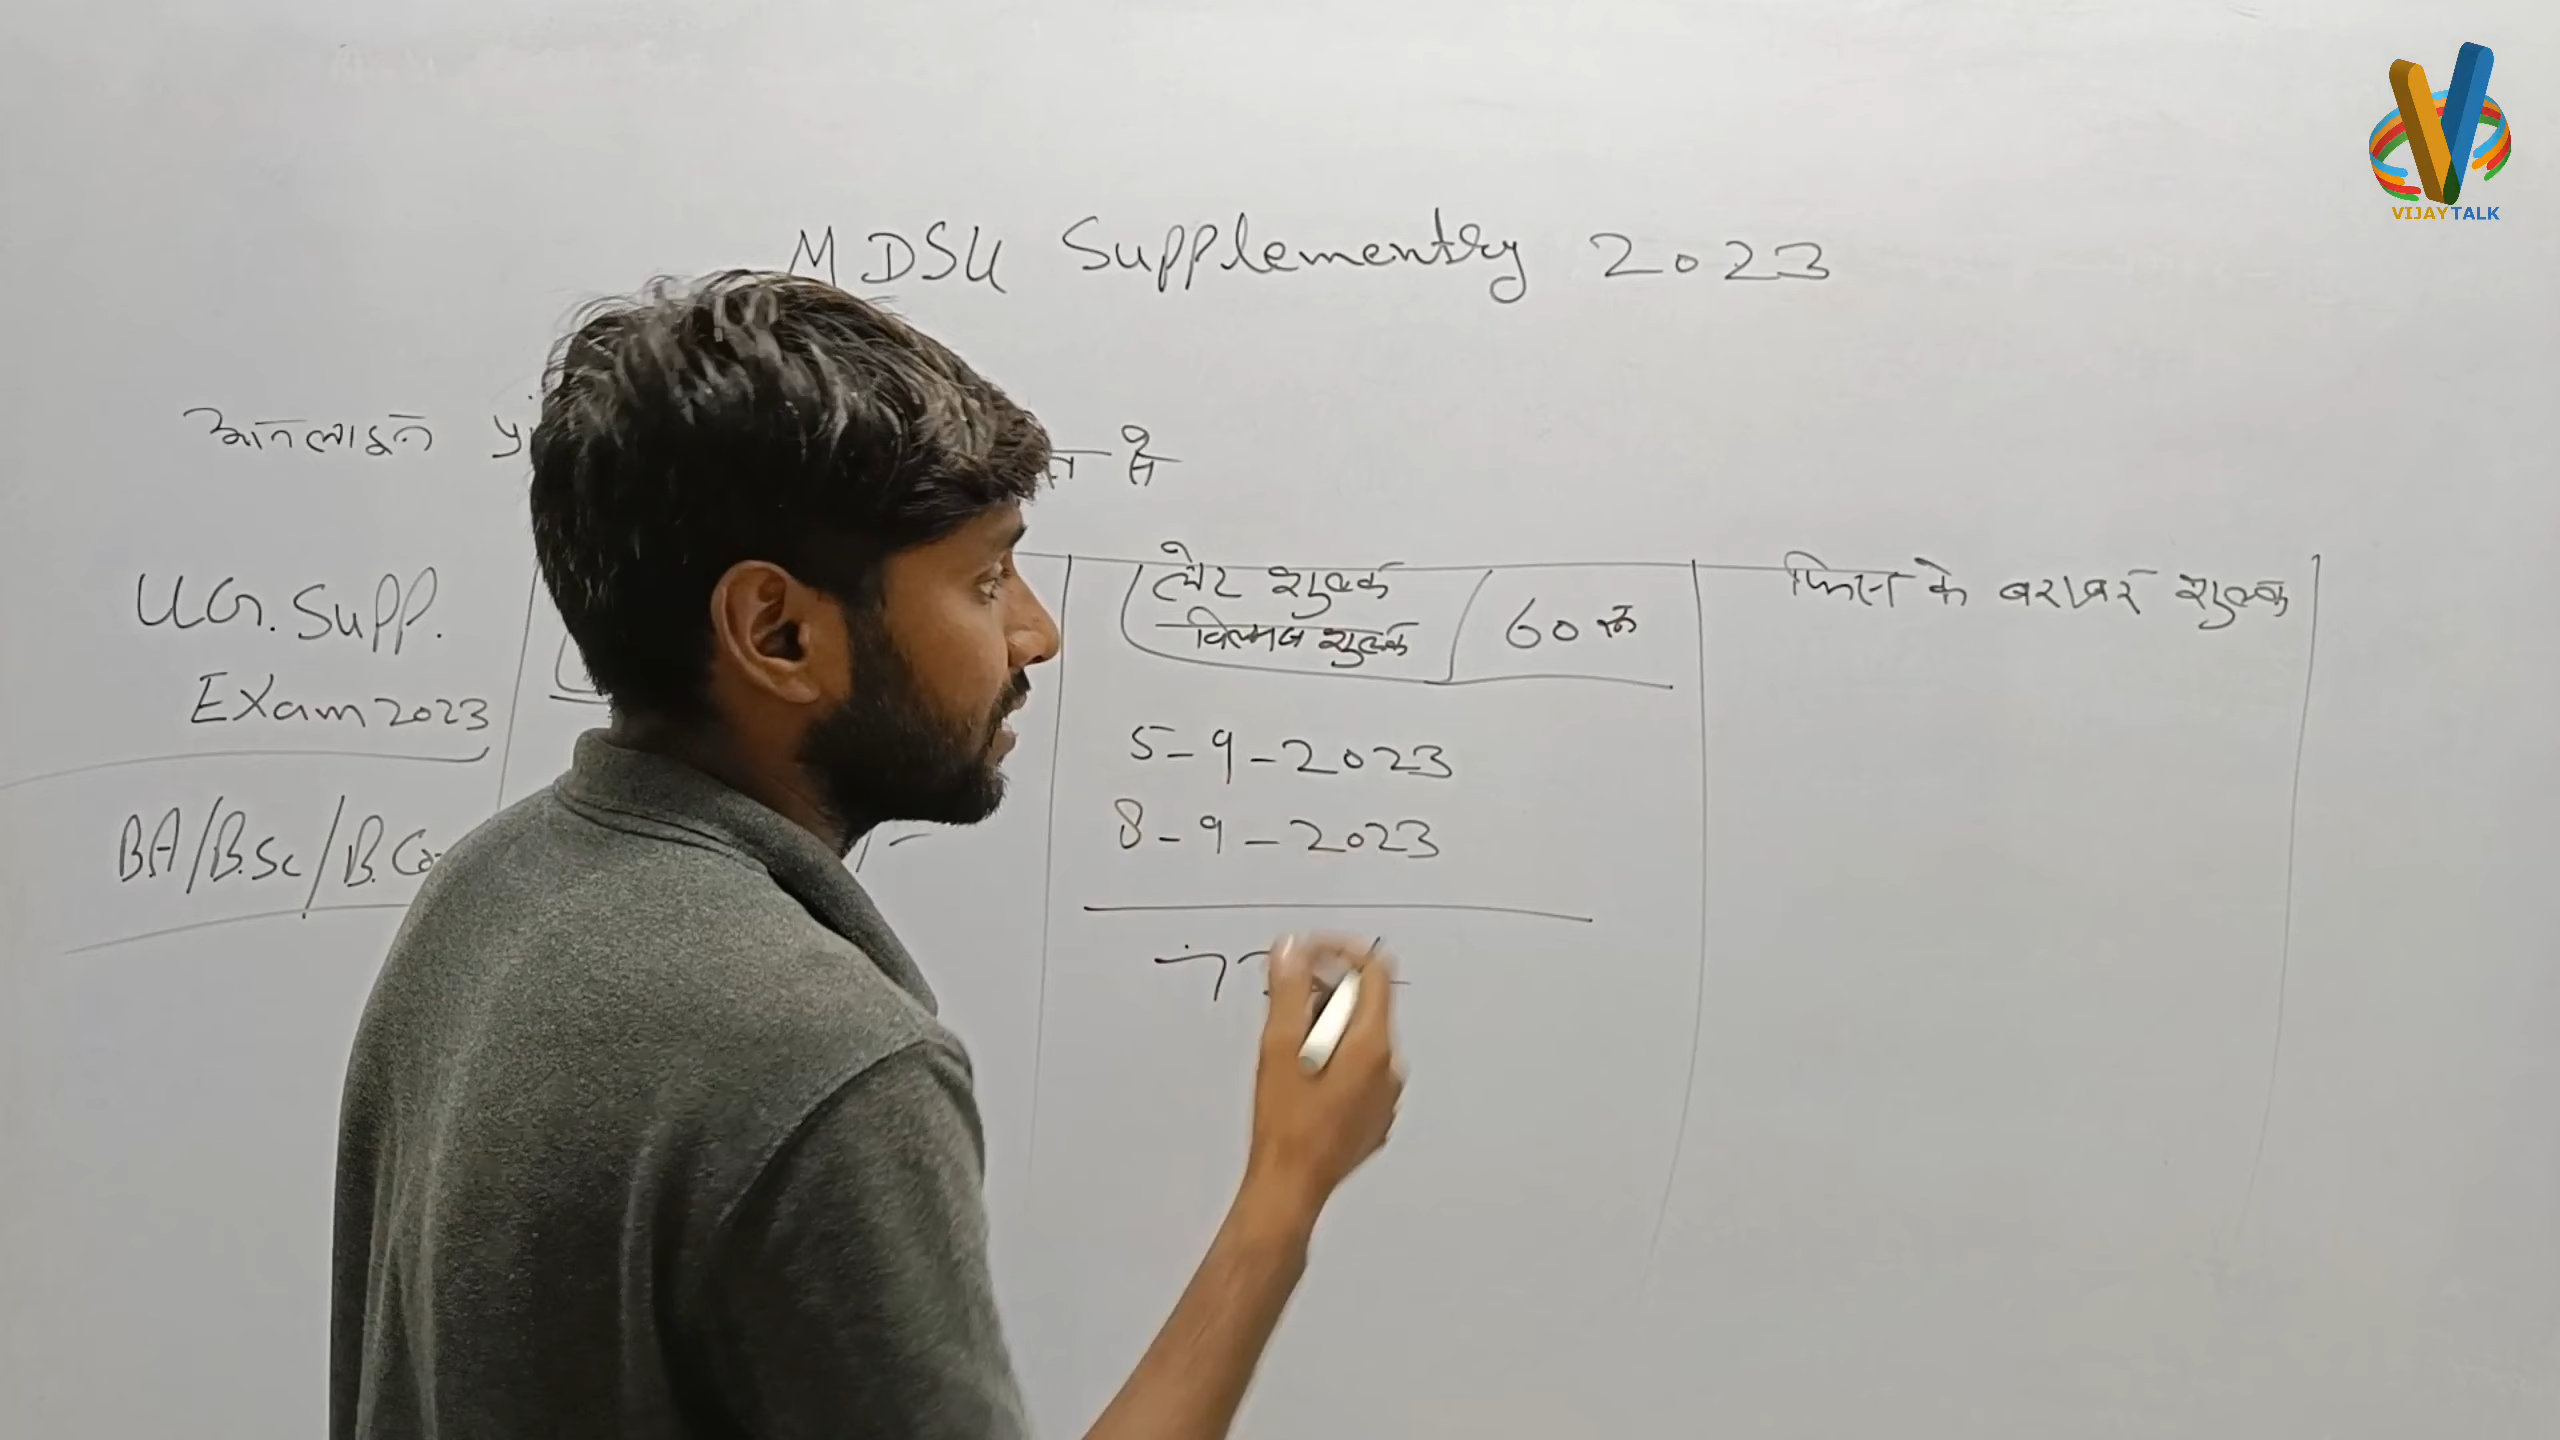 VIJAY TALK
MDSU Supplementry 2023
ऑनलाइन से
UG. Supp.
Exam 2023
लेट शुल्क
विलम्ब शुल्क
60 रू
फिस के बराबर शुल्क
5-9-2023
8-9-2023
BA/B.Sc/B.Co